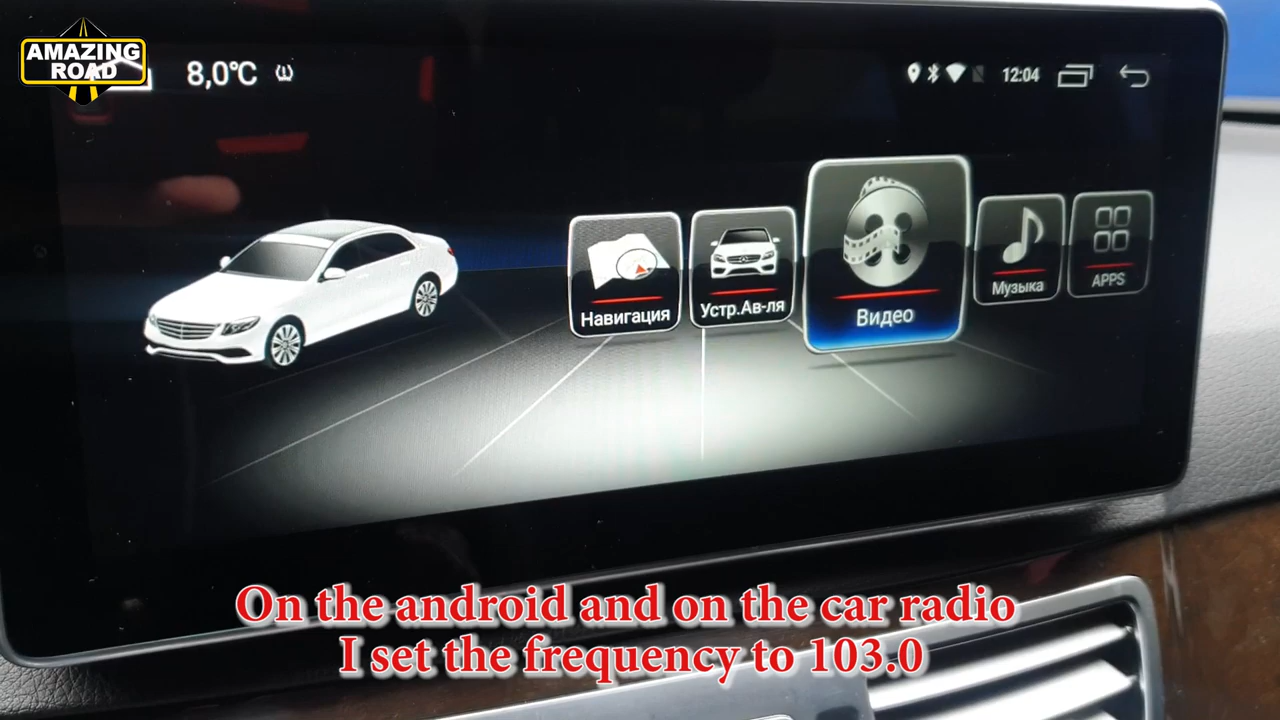 AMAZING
ROAD
8,0°C
12:04
Навигация
Устр.Ав-ля
Видео
Музыка
APPS
On the android and on the car radio
I set the frequency to 103.0